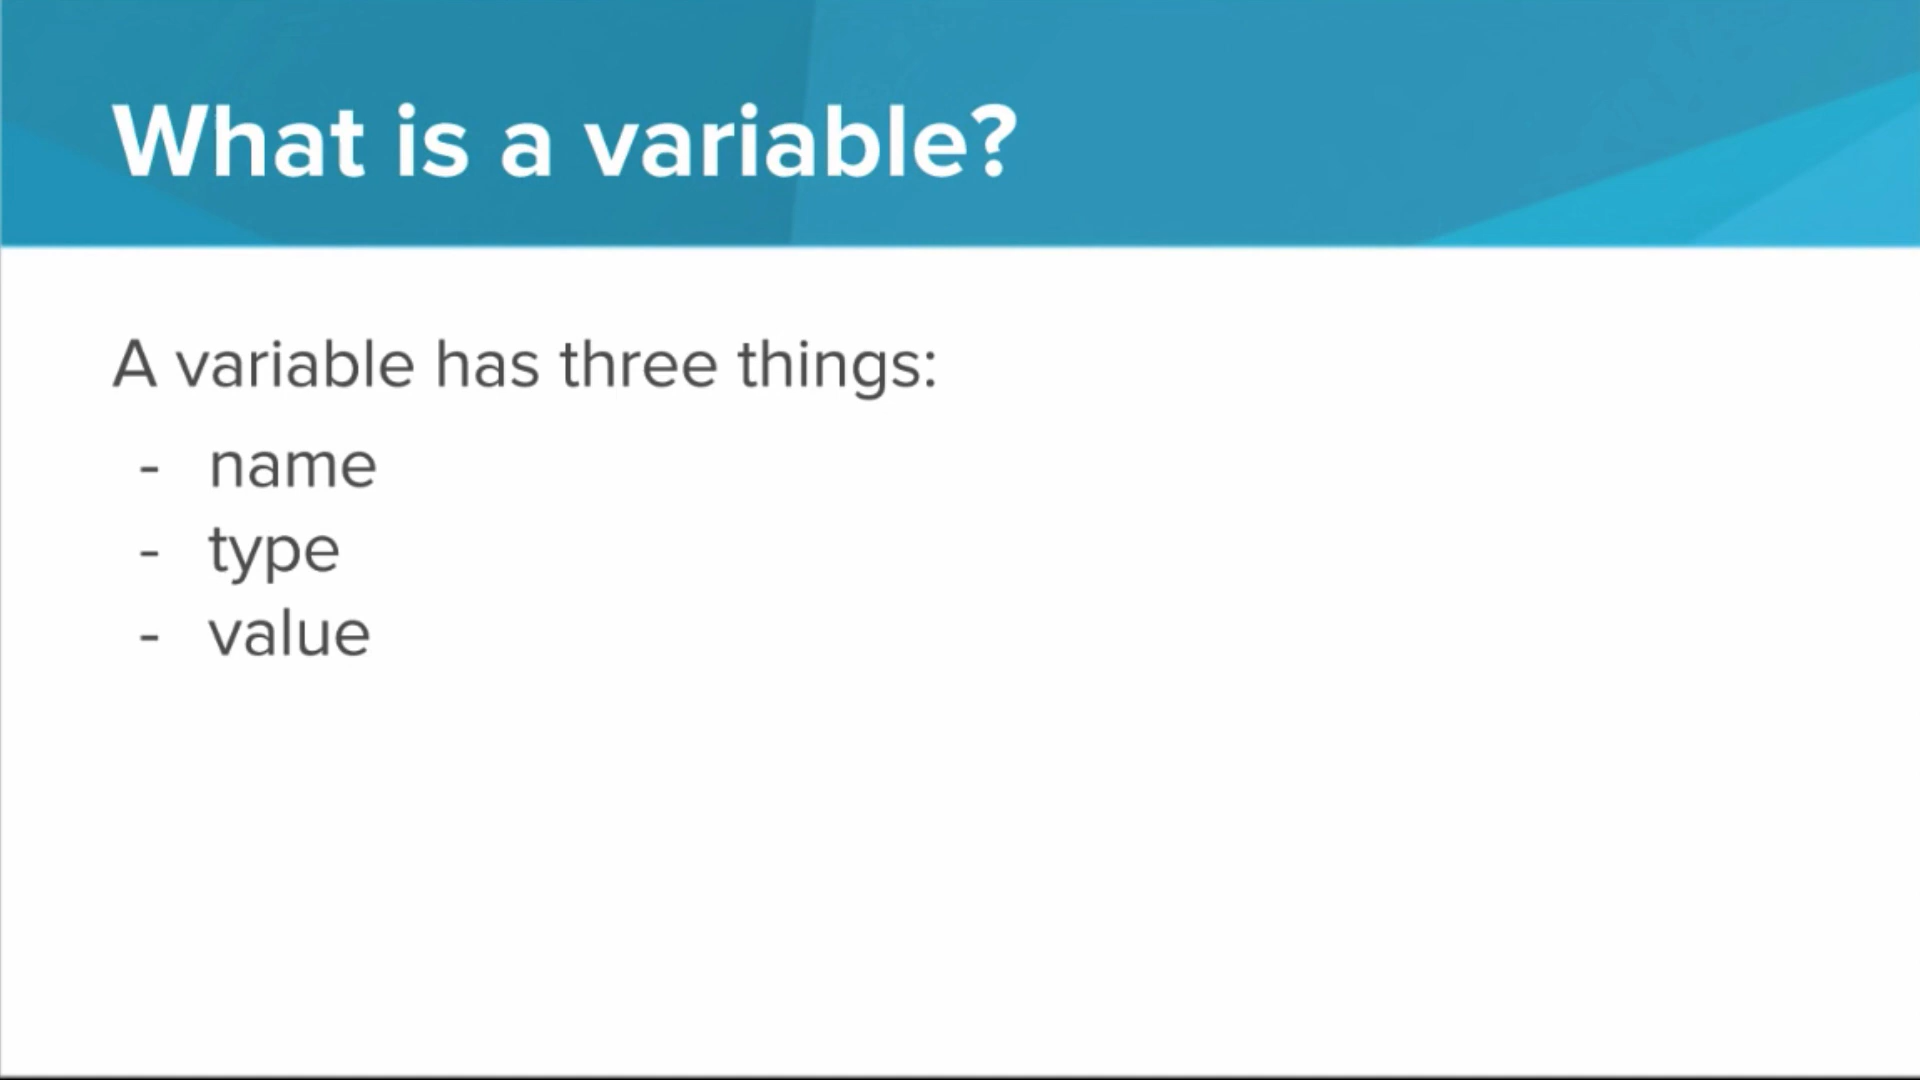 What is a variable?
A variable has three things:
- name
- type
- value